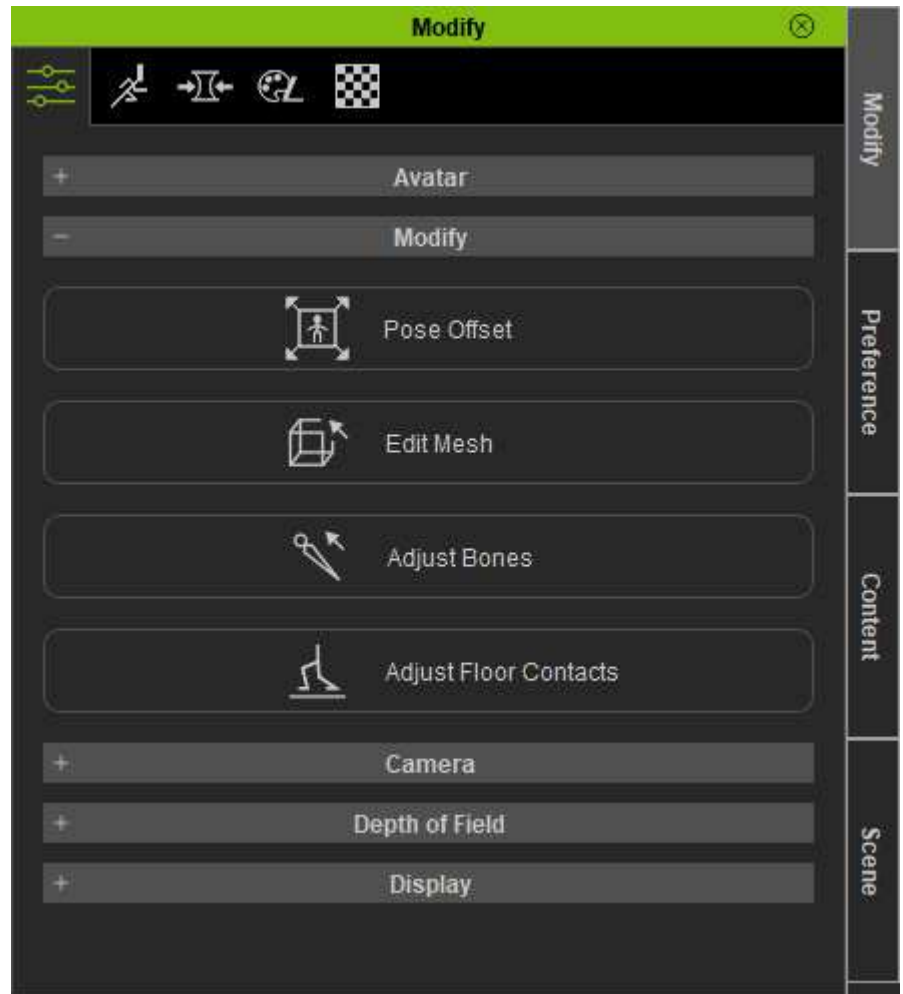 Modify
Avatar
Modify
Pose Offset
Edit Mesh
Adjust Bones
Adjust Floor Contacts
Camera
Depth of Field
Display
Modify
Preference
Content
Scene